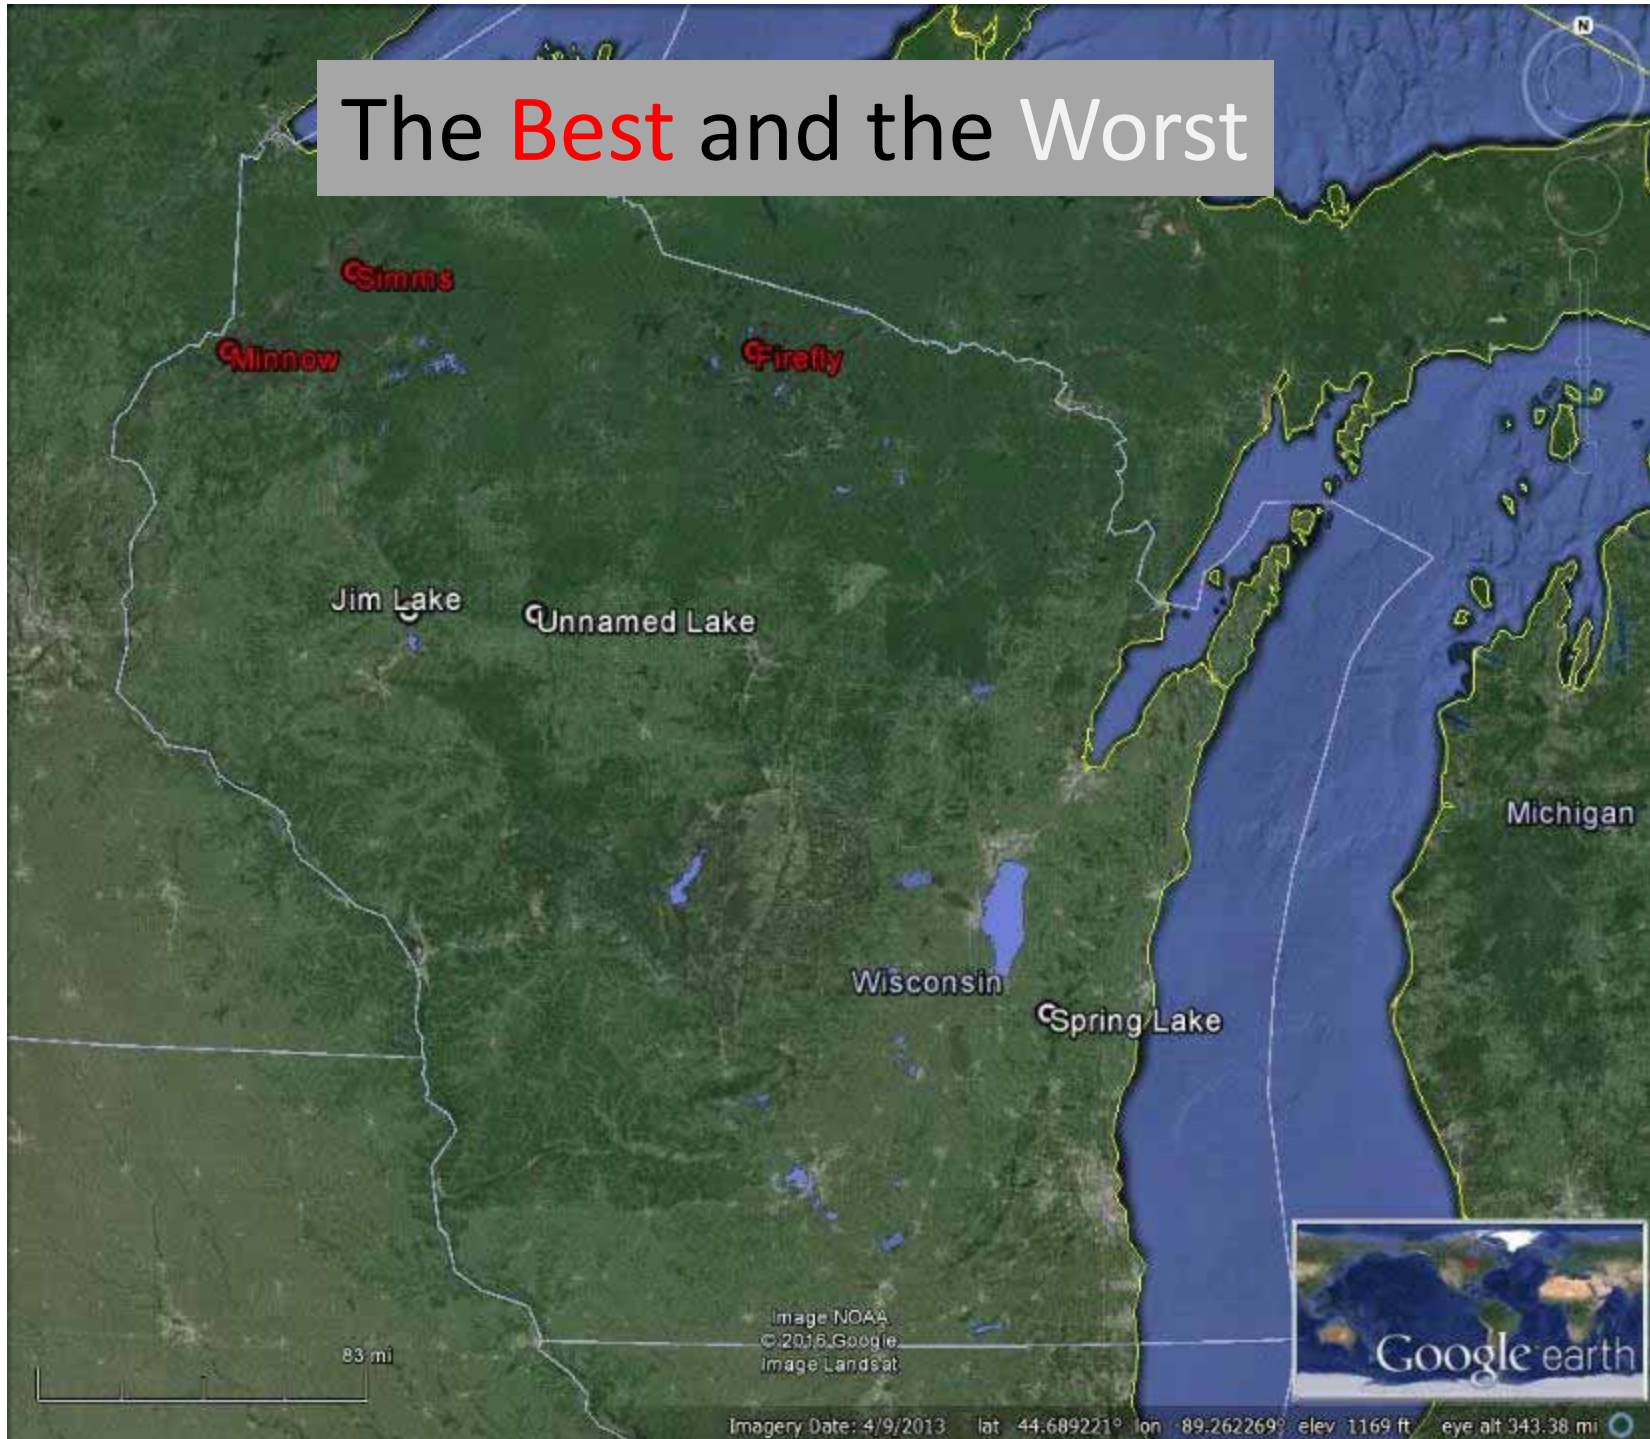 N
The Best and the Worst
Simms
Minnow
Firefly
Jim Lake
Unnamed Lake
Michigan
Wisconsin
Spring Lake
Image NOAA
© 2015 Google
Image Landsat
83 mi
Google earth
Imagery Date: 4/9/2013 lat 44.689221° lon -89.262269° elev 1169 ft eye alt 343.38 mi